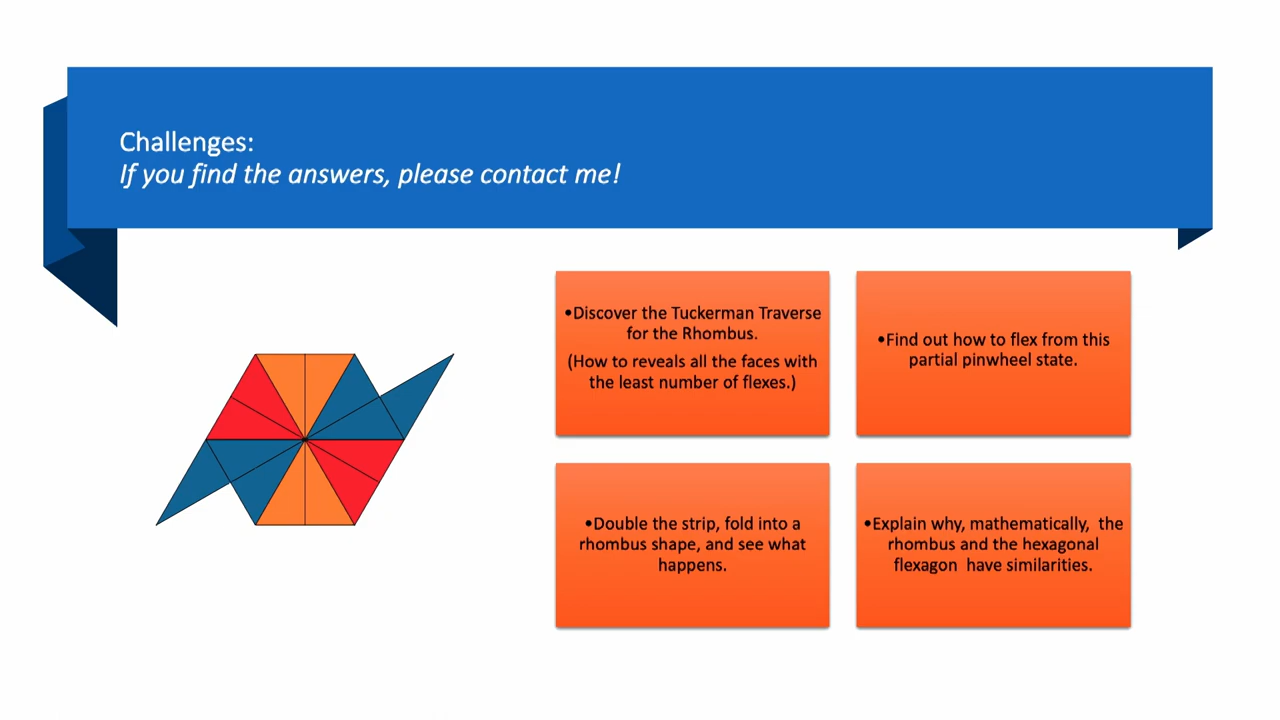 Challenges:
If you find the answers, please contact me!
•Discover the Tuckerman Traverse
for the Rhombus.
(How to reveals all the faces with
the least number of flexes.)
•Find out how to flex from this
partial pinwheel state.
•Double the strip, fold into a
rhombus shape, and see what
happens.
•Explain why, mathematically,  the
rhombus and the hexagonal
flexagon  have similarities.